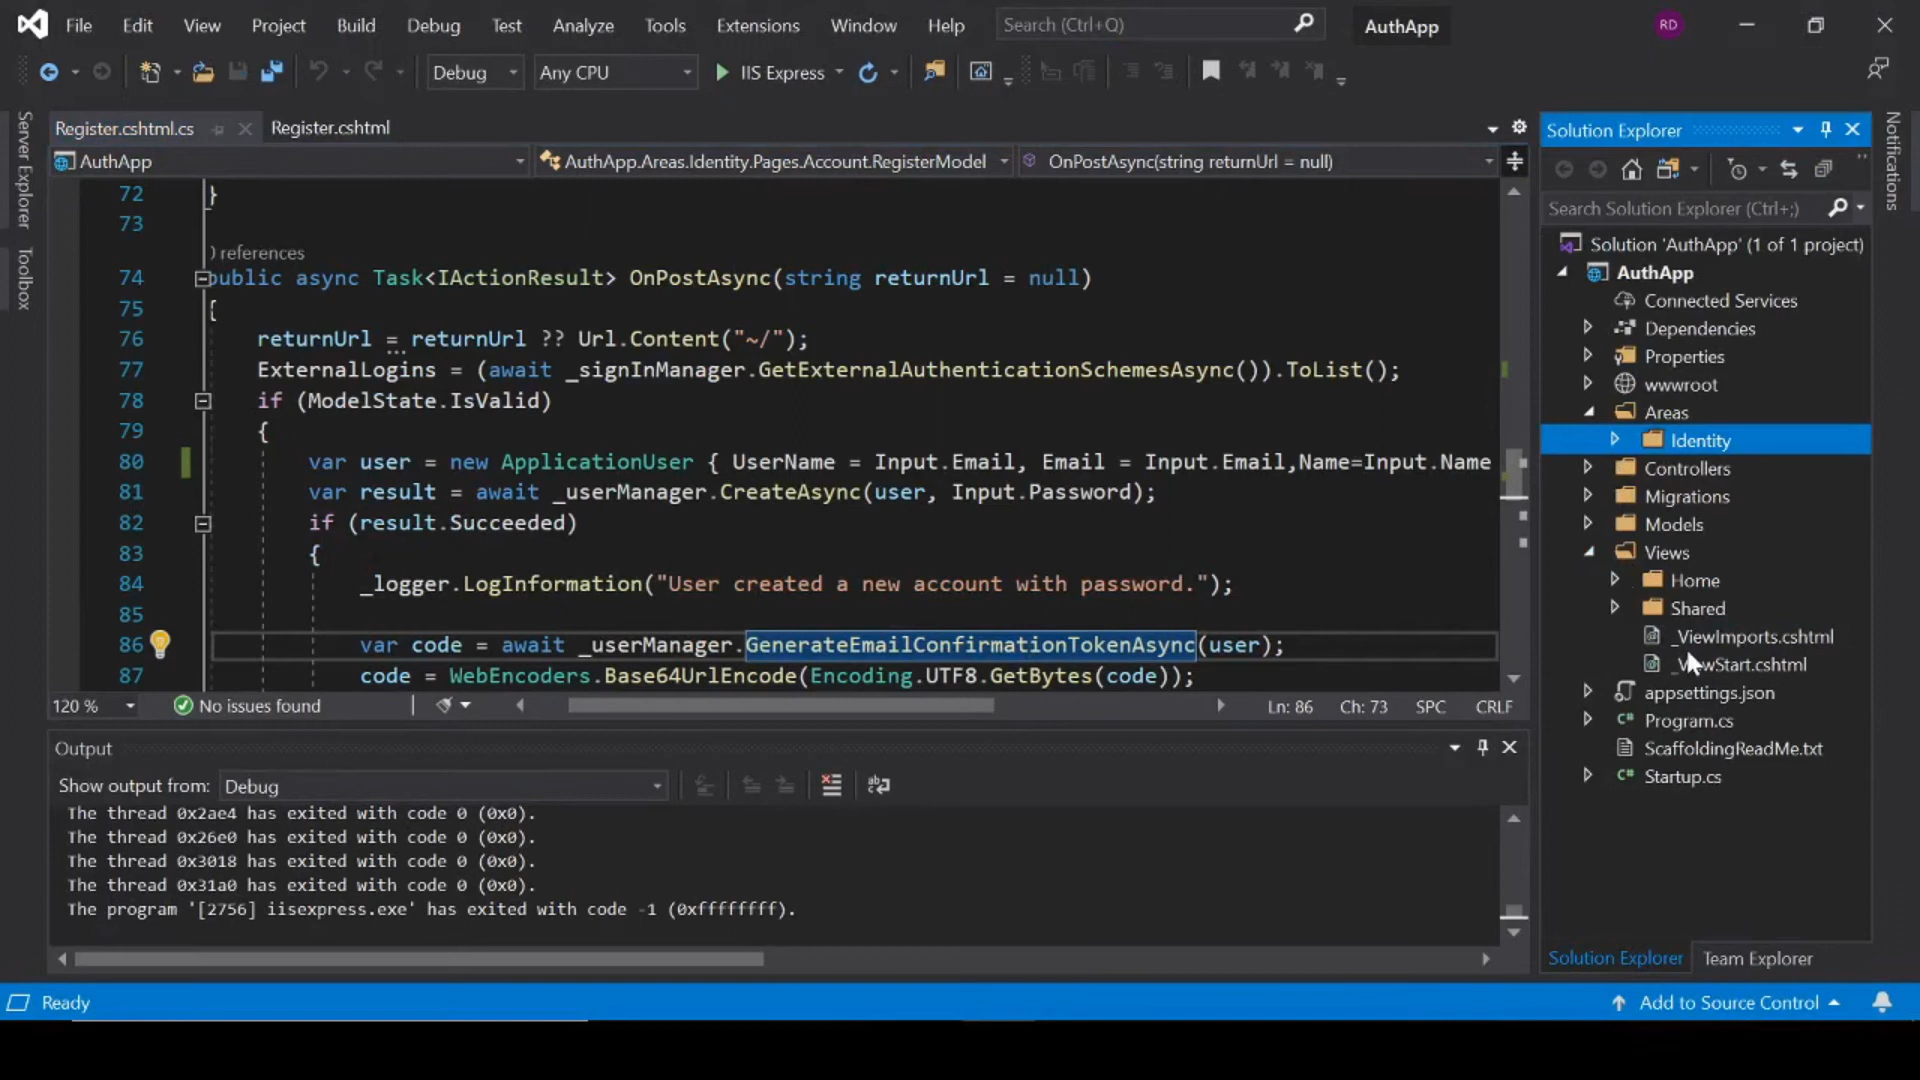 File Edit View Project Build Debug Test Analyze Tools Extensions Window Help Search (Ctrl+Q) AuthApp RD
Debug Any CPU IIS Express
Server Explorer
Toolbox
Register.cshtml.cs Register.cshtml
AuthApp AuthApp.Areas.Identity.Pages.Account.RegisterModel OnPostAsync(string returnUrl = null)
72 }
73
) references
74 public async Task<IActionResult> OnPostAsync(string returnUrl = null)
75 {
76 returnUrl = returnUrl ?? Url.Content("~/");
77 ExternalLogins = (await _signInManager.GetExternalAuthenticationSchemesAsync()).ToList();
78 if (ModelState.IsValid)
79 {
80 var user = new ApplicationUser { UserName = Input.Email, Email = Input.Email,Name=Input.Name
81 var result = await _userManager.CreateAsync(user, Input.Password);
82 if (result.Succeeded)
83 {
84 _logger.LogInformation("User created a new account with password.");
85
86 var code = await _userManager.GenerateEmailConfirmationTokenAsync(user);
87 code = WebEncoders.Base64UrlEncode(Encoding.UTF8.GetBytes(code));
120 % No issues found Ln: 86 Ch: 73 SPC CRLF
Output
Show output from: Debug
The thread 0x2ae4 has exited with code 0 (0x0).
The thread 0x26e0 has exited with code 0 (0x0).
The thread 0x3018 has exited with code 0 (0x0).
The thread 0x31a0 has exited with code 0 (0x0).
The program '[2756] iisexpress.exe' has exited with code -1 (0xffffffff).
Solution Explorer
Search Solution Explorer (Ctrl+;)
Solution 'AuthApp' (1 of 1 project)
AuthApp
Connected Services
Dependencies
Properties
wwwroot
Areas
Identity
Controllers
Migrations
Models
Views
Home
Shared
_ViewImports.cshtml
_ViewStart.cshtml
appsettings.json
C# Program.cs
ScaffoldingReadMe.txt
C# Startup.cs
Solution Explorer Team Explorer
Notifications
Ready Add to Source Control